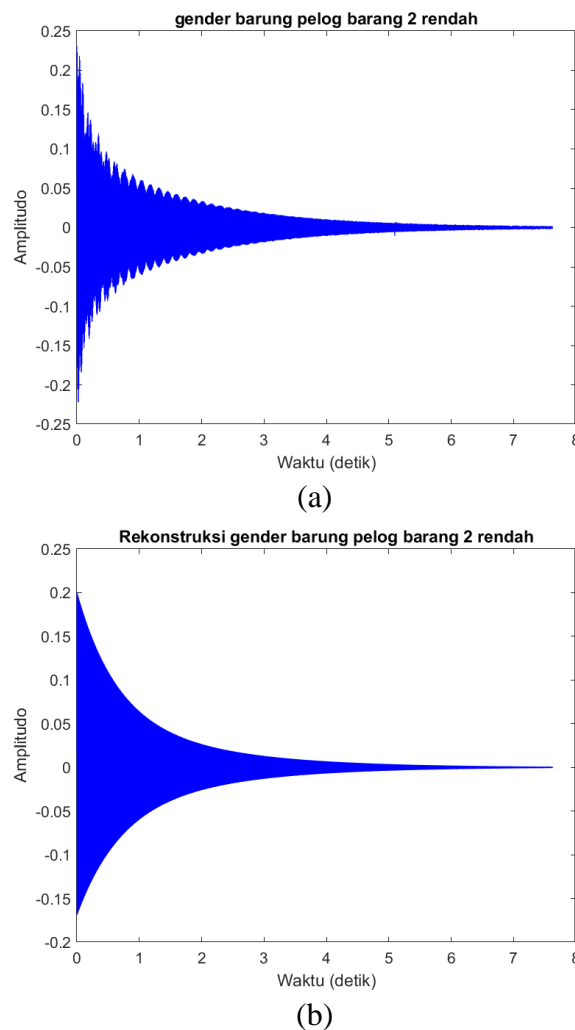 gender barung pelog barang 2 rendah
0.25
0.2
0.15
0.1
0.05
0
-0.05
-0.1
-0.15
-0.2
-0.25
Amplitudo
0 1 2 3 4 5 6 7 8
Waktu (detik)
(a)
Rekonstruksi gender barung pelog barang 2 rendah
0.25
0.2
0.15
0.1
0.05
0
-0.05
-0.1
-0.15
-0.2
Amplitudo
0 1 2 3 4 5 6 7 8
Waktu (detik)
(b)